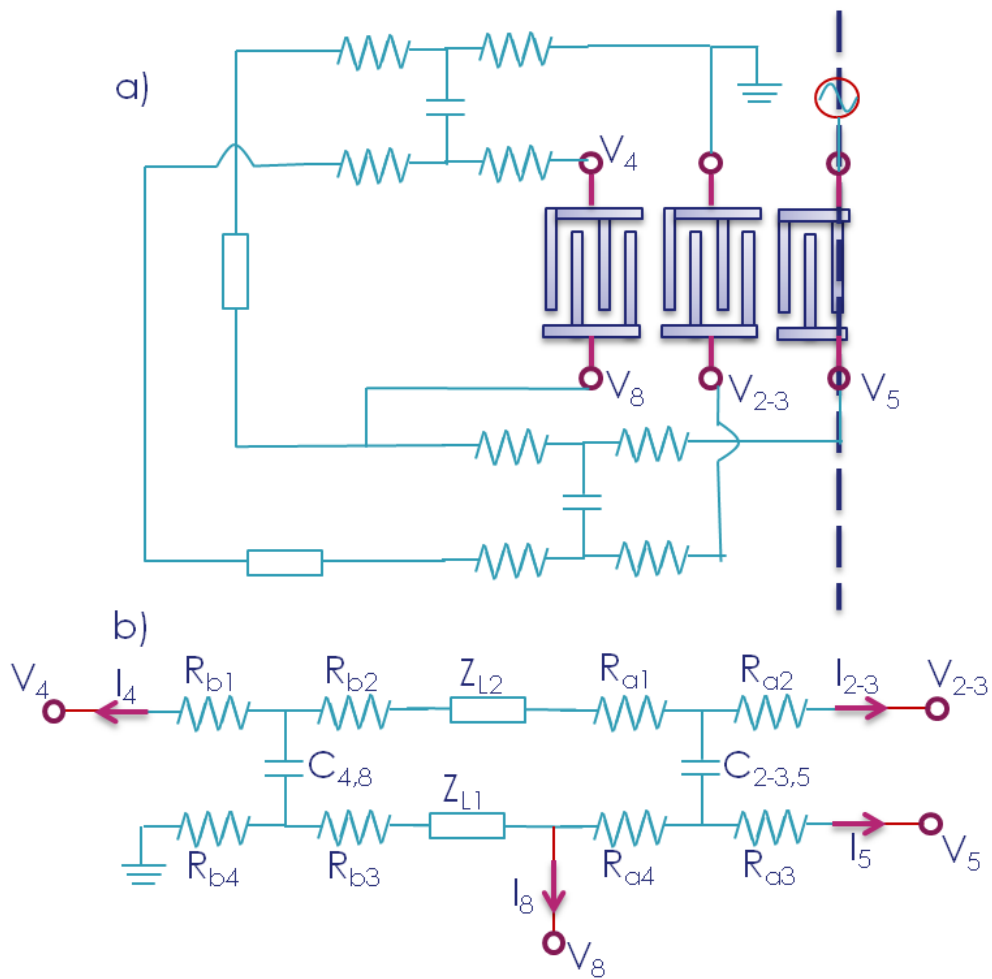 a)
V4
V8
V2-3
V5
b)
V4
I4
Rb1
Rb2
ZL2
Ra1
Ra2
I2-3
V2-3
C4,8
C2-3,5
ZL1
Rb4
Rb3
Ra4
Ra3
I5
V5
I8
V8